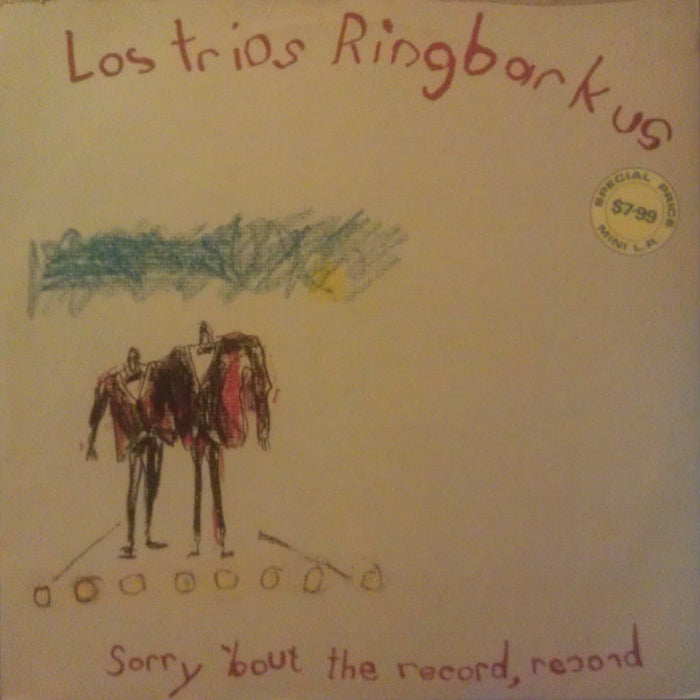 Los trios Ringbarkus
SPECIAL PRICE
$7.99
MINI L.P.
Sorry 'bout the record, record